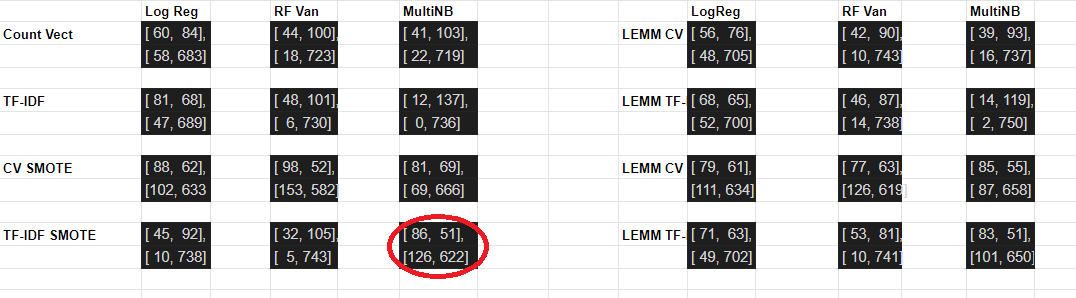 Log Reg RF Van MultiNB LogReg RF Van MultiNB
Count Vect [ 60, 84], [ 44, 100], [ 41, 103], LEMM CV [ 56, 76], [ 42, 90], [ 39, 93],
[ 58, 683] [ 18, 723] [ 22, 719] [ 48, 705] [ 10, 743] [ 16, 737]
TF-IDF [ 81, 68], [ 48, 101], [ 12, 137], LEMM TF- [ 68, 65], [ 46, 87], [ 14, 119],
[ 47, 689] [ 6, 730] [ 0, 736] [ 52, 700] [ 14, 738] [ 2, 750]
CV SMOTE [ 88, 62], [ 98, 52], [ 81, 69], LEMM CV [ 79, 61], [ 77, 63], [ 85, 55],
[102, 633 [153, 582] [ 69, 666] [111, 634] [126, 619] [ 87, 658]
TF-IDF SMOTE [ 45, 92], [ 32, 105], [ 86, 51], LEMM TF- [ 71, 63], [ 53, 81], [ 83, 51],
[ 10, 738] [ 5, 743] [126, 622] [ 49, 702] [ 10, 741] [101, 650]